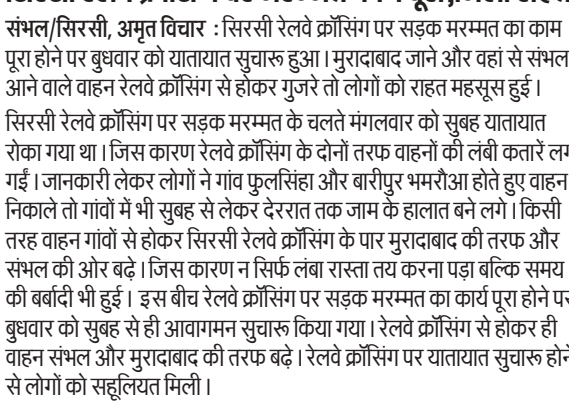 संभल/सिरसी, अमृत विचार : सिरसी रेलवे क्रॉसिंग पर सड़क मरम्मत का काम
पूरा होने पर बुधवार को यातायात सुचारू हुआ। मुरादाबाद जाने और वहां से संभल
आने वाले वाहन रेलवे क्रॉसिंग से होकर गुजरे तो लोगों को राहत महसूस हुई।
सिरसी रेलवे क्रॉसिंग पर सड़क मरम्मत के चलते मंगलवार को सुबह यातायात
रोका गया था। जिस कारण रेलवे क्रॉसिंग के दोनों तरफ वाहनों की लंबी कतारें लग
गईं। जानकारी लेकर लोगों ने गांव फुलसिंहा और बारीपुर भमरौआ होते हुए वाहन
निकाले तो गांवों में भी सुबह से लेकर देररात तक जाम के हालात बने लगे। किसी
तरह वाहन गांवों से होकर सिरसी रेलवे क्रॉसिंग के पार मुरादाबाद की तरफ और
संभल की ओर बढ़े। जिस कारण न सिर्फ लंबा रास्ता तय करना पड़ा बल्कि समय
की बर्बादी भी हुई। इस बीच रेलवे क्रॉसिंग पर सड़क मरम्मत का कार्य पूरा होने पर
बुधवार को सुबह से ही आवागमन सुचारू किया गया। रेलवे क्रॉसिंग से होकर ही
वाहन संभल और मुरादाबाद की तरफ बढ़े। रेलवे क्रॉसिंग पर यातायात सुचारू होने
से लोगों को सहूलियत मिली।